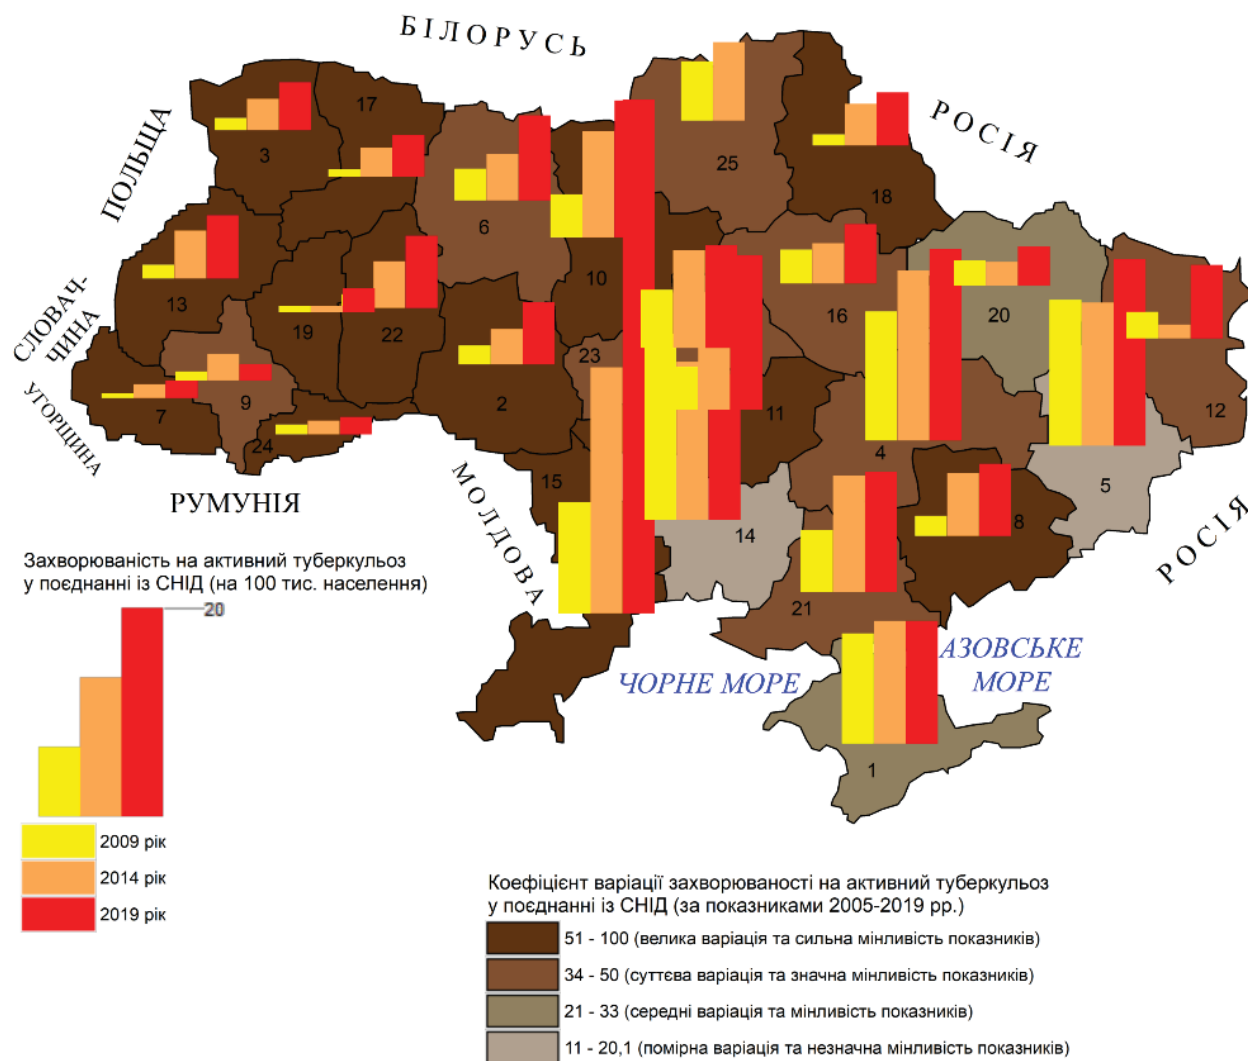 БІЛОРУСЬ
ПОЛЬЩА
РОСІЯ
17
3
25
18
6
13
10
19
22
16
20
СЛОВАЧ-
ЧИНА
23
УГОРЩИНА
7
9
2
11
12
24
4
РУМУНІЯ
МОЛДОВА
15
14
8
5
РОСІЯ
21
ЧОРНЕ МОРЕ
АЗОВСЬКЕ
МОРЕ
1
Захворюваність на активний туберкульоз
у поєднанні із СНІД (на 100 тис. населення)
20
2009 рік
2014 рік
2019 рік
Коефіцієнт варіації захворюваності на активний туберкульоз
у поєднанні із СНІД (за показниками 2005-2019 рр.)
51 - 100 (велика варіація та сильна мінливість показників)
34 - 50 (суттєва варіація та значна мінливість показників)
21 - 33 (середні варіація та мінливість показників)
11 - 20,1 (помірна варіація та незначна мінливість показників)